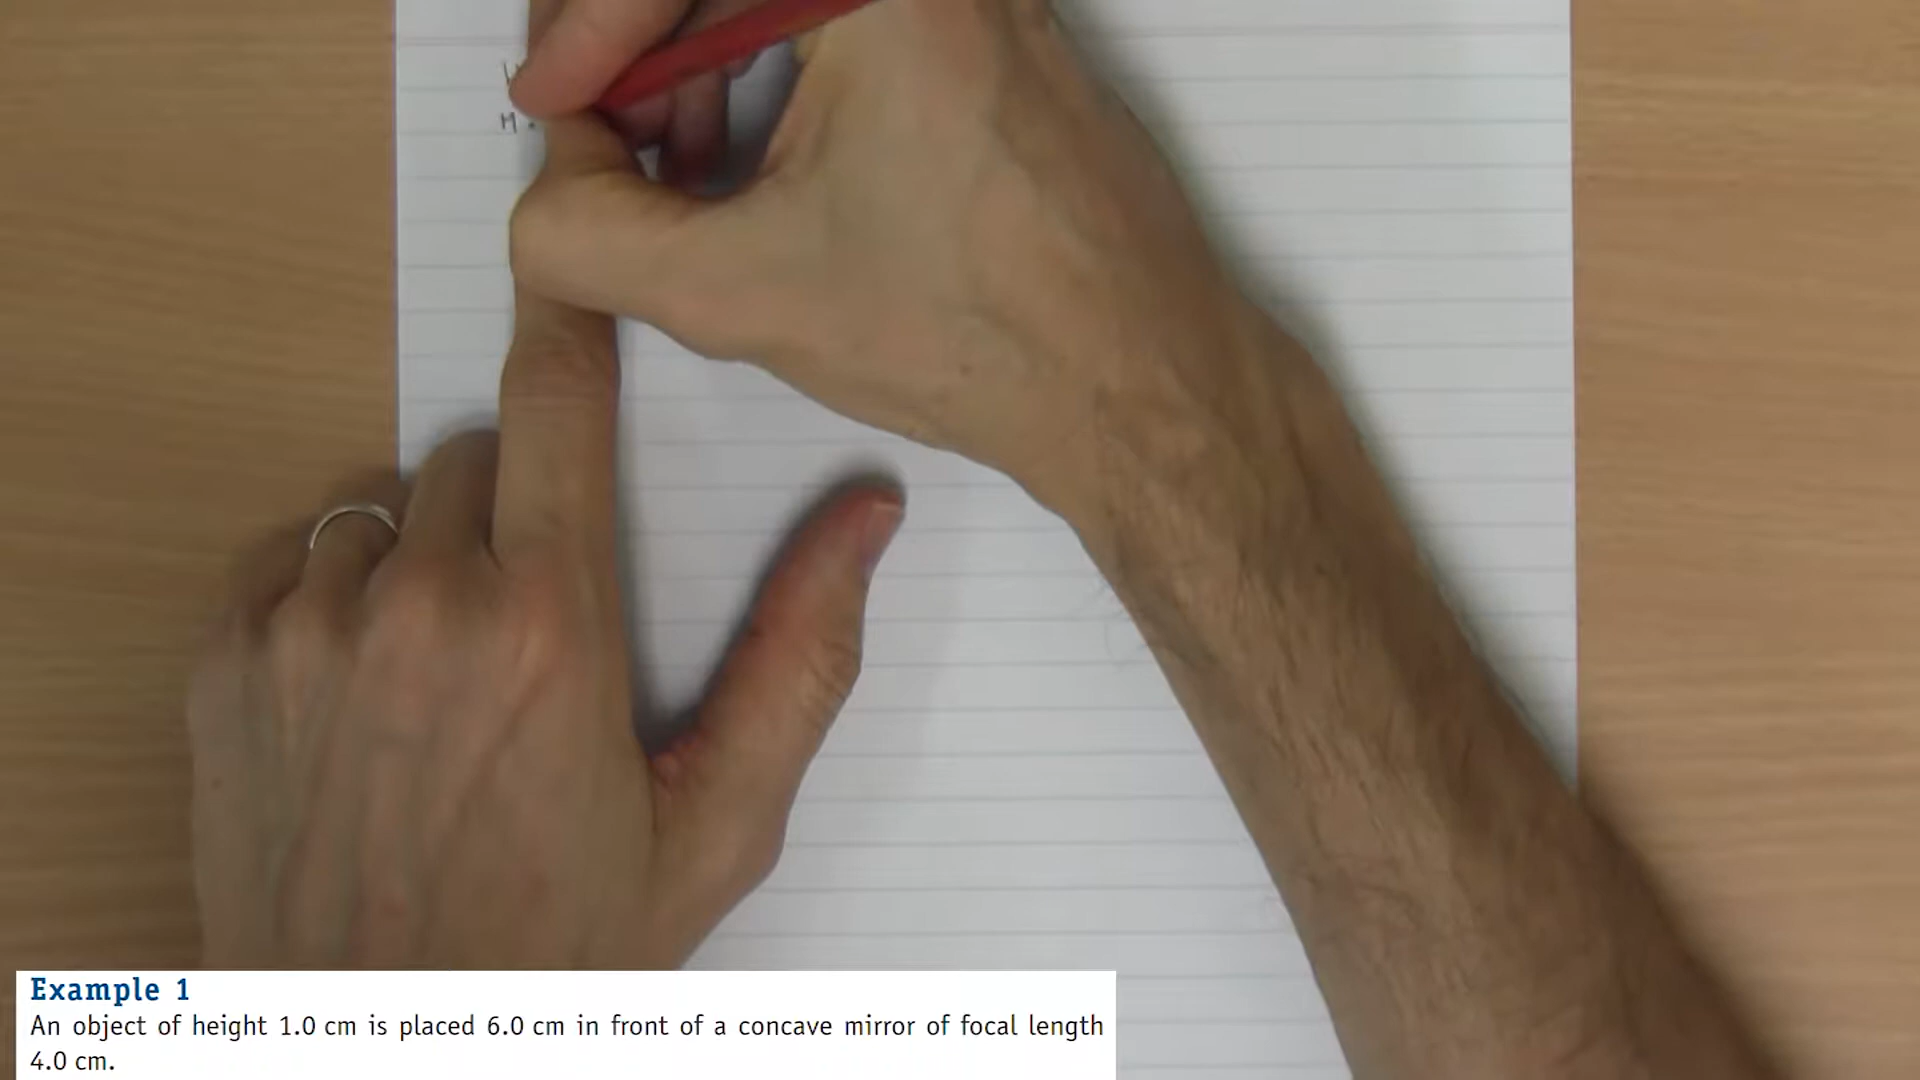 M.
Example 1
An object of height 1.0 cm is placed 6.0 cm in front of a concave mirror of focal length
4.0 cm.